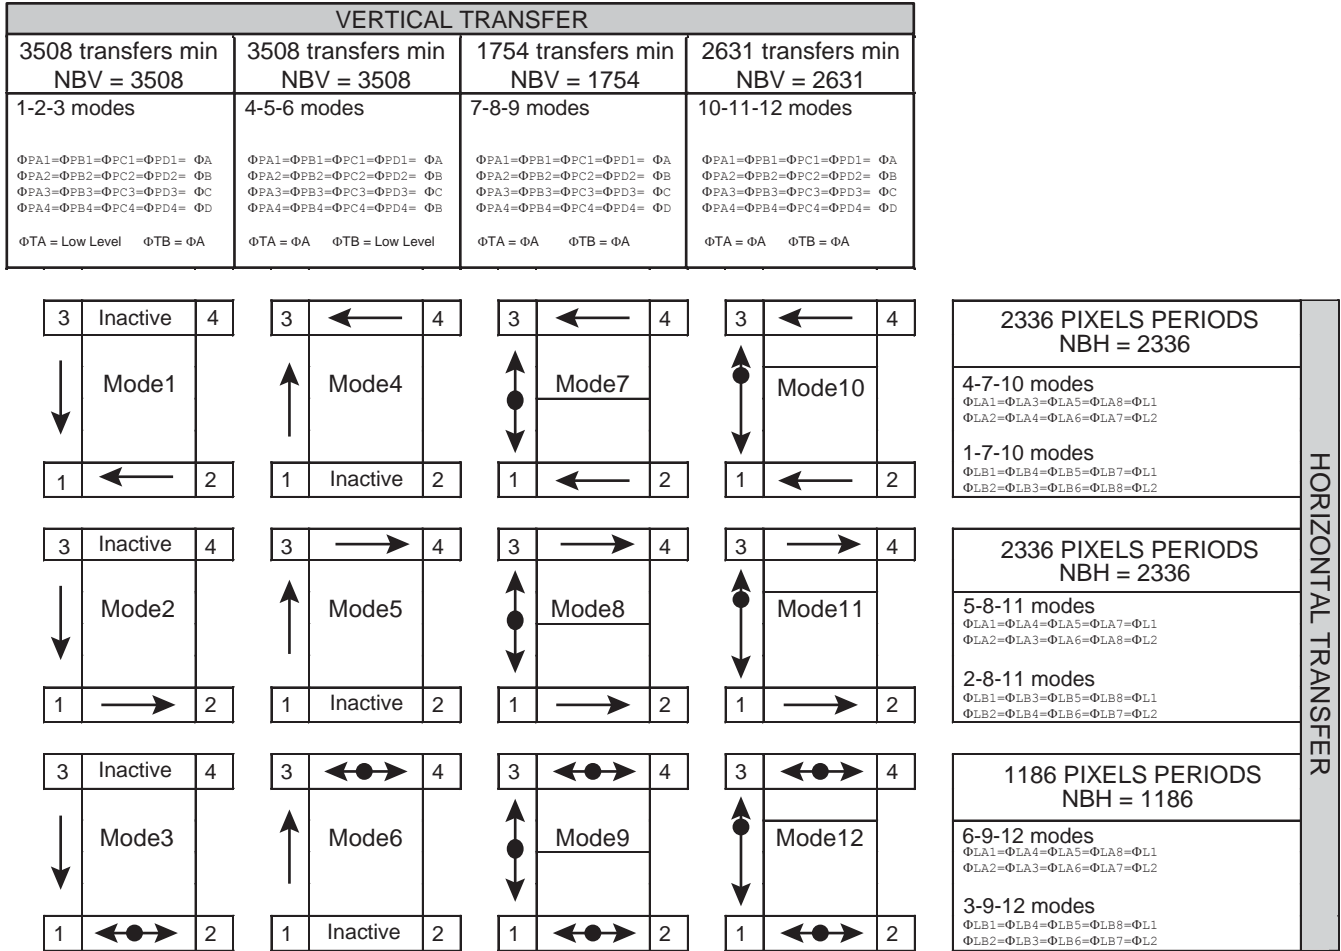 VERTICAL TRANSFER
3508 transfers min
NBV = 3508
3508 transfers min
NBV = 3508
1754 transfers min
NBV = 1754
2631 transfers min
NBV = 2631
1-2-3 modes
ΦPA1=ΦPB1=ΦPC1=ΦPD1= ΦA
ΦPA2=ΦPB2=ΦPC2=ΦPD2= ΦB
ΦPA3=ΦPB3=ΦPC3=ΦPD3= ΦC
ΦPA4=ΦPB4=ΦPC4=ΦPD4= ΦD
ΦTA = Low Level ΦTB = ΦA
4-5-6 modes
ΦPA1=ΦPB1=ΦPC1=ΦPD1= ΦA
ΦPA2=ΦPB2=ΦPC2=ΦPD2= ΦB
ΦPA3=ΦPB3=ΦPC3=ΦPD3= ΦC
ΦPA4=ΦPB4=ΦPC4=ΦPD4= ΦB
ΦTA = ΦA ΦTB = Low Level
7-8-9 modes
ΦPA1=ΦPB1=ΦPC1=ΦPD1= ΦA
ΦPA2=ΦPB2=ΦPC2=ΦPD2= ΦB
ΦPA3=ΦPB3=ΦPC3=ΦPD3= ΦC
ΦPA4=ΦPB4=ΦPC4=ΦPD4= ΦD
ΦTA = ΦA ΦTB = ΦA
10-11-12 modes
ΦPA1=ΦPB1=ΦPC1=ΦPD1= ΦA
ΦPA2=ΦPB2=ΦPC2=ΦPD2= ΦB
ΦPA3=ΦPB3=ΦPC3=ΦPD3= ΦC
ΦPA4=ΦPB4=ΦPC4=ΦPD4= ΦD
ΦTA = ΦA ΦTB = ΦA
3 Inactive 4
Mode1
1 2
3 4
Mode4
1 Inactive 2
3 4
Mode7
1 2
3 4
Mode10
1 2
2336 PIXELS PERIODS
NBH = 2336
4-7-10 modes
ΦLA1=ΦLA3=ΦLA5=ΦLA8=ΦL1
ΦLA2=ΦLA4=ΦLA6=ΦLA7=ΦL2
1-7-10 modes
ΦLB1=ΦLB4=ΦLB5=ΦLB7=ΦL1
ΦLB2=ΦLB3=ΦLB6=ΦLB8=ΦL2
3 Inactive 4
Mode2
1 2
3 4
Mode5
1 Inactive 2
3 4
Mode8
1 2
3 4
Mode11
1 2
2336 PIXELS PERIODS
NBH = 2336
5-8-11 modes
ΦLA1=ΦLA4=ΦLA5=ΦLA7=ΦL1
ΦLA2=ΦLA3=ΦLA6=ΦLA8=ΦL2
2-8-11 modes
ΦLB1=ΦLB3=ΦLB5=ΦLB8=ΦL1
ΦLB2=ΦLB4=ΦLB6=ΦLB7=ΦL2
3 Inactive 4
Mode3
1 2
3 4
Mode6
1 Inactive 2
3 4
Mode9
1 2
3 4
Mode12
1 2
1186 PIXELS PERIODS
NBH = 1186
6-9-12 modes
ΦLA1=ΦLA4=ΦLA5=ΦLA8=ΦL1
ΦLA2=ΦLA3=ΦLA6=ΦLA7=ΦL2
3-9-12 modes
ΦLB1=ΦLB4=ΦLB5=ΦLB8=ΦL1
ΦLB2=ΦLB3=ΦLB6=ΦLB7=ΦL2
HORIZONTAL TRANSFER